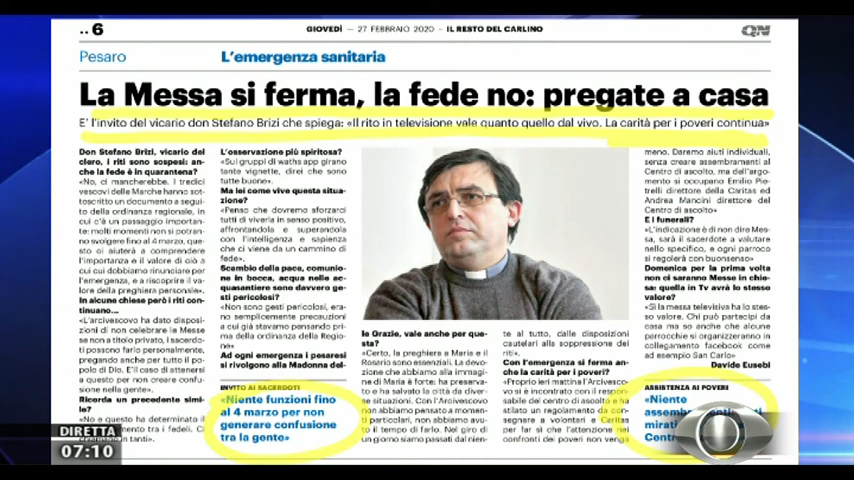 .. 6
GIOVEDÌ - 27 FEBBRAIO 2020 - IL RESTO DEL CARLINO
QN
Pesaro
L'emergenza sanitaria
La Messa si ferma, la fede no: pregate a casa
E' l'invito del vicario don Stefano Brizi che spiega: «Il rito in televisione vale quanto quello dal vivo. La carità per i poveri continua»
Don Stefano Brizi, vicario del
clero, i riti sono sospesi: an-
che la fede è in quarantena?
«No, ci mancherebbe. I tredici
vescovi delle Marche hanno sot-
toscritto un documento a segui-
to della ordinanza regionale, in
cui c'è un passaggio importan-
te: molti momenti non si potran-
no svolgere fino al 4 marzo, que-
sto ci aiuterà a comprendere
l'importanza e il valore di ciò a
cui dobbiamo rinunciare per
l'emergenza, e a riscoprire il va-
lore della preghiera personale».
In alcune chiese però i riti con-
tinuano...
«L'arcivescovo ha dato disposi-
zioni di non celebrare le Messe
se non a titolo privato, i sacerdo-
ti possono farlo personalmente,
pregando anche per tutto il po-
polo di Dio. E il caso di attenersi
a questo per non creare confu-
sione nella gente».
Ricorda un precedente simi-
le?
«No e questo ha determinato il
tra i fedeli. Ci
in tanti».
L'osservazione più spiritosa?
«Sui gruppi di waths app girano
tante vignette, direi che sono
tutte buone».
Ma lei come vive questa situa-
zione?
«Penso che dovremo aforzarci
tutti di viverla in senso positivo,
affrontandola e superandola
con l'intelligenza e sapienza
che ci viene da un cammino di
fede».
Scambio della pace, comunio-
ne in bocca, acqua nelle ac-
quasantiere sono davvero ge-
sti pericolosi?
«Non sono gesti pericolosi, era-
no semplicemente precauzioni
a cui già stavamo pensando pri-
ma della ordinanza della Regio-
ne»
Ad ogni emergenza i pesaresi
si rivolgono alla Madonna del-
INVITO AI SACERDOTI
«Niente funzioni fino
al 4 marzo per non
generare confusione
tra la gente»
le Grazie, vale anche per que-
sta?
«Certo, la preghiera a Maria e il
Rosario sono essenziali. La devo-
zione che abbiamo alla immagi-
ne di Maria è forte: ha preserva-
to e ha salvato la città da diver-
se situazioni. Con l'Arcivescovo
non abbiamo pensato a momen-
ti particolari, non abbiamo avu-
to il tempo di farlo. Nel giro di
un giorno siamo passati dal nien-
te al tutto, dalle disposizioni
cautelari alla soppressione dei
riti».
Con l'emergenza si ferma an-
che la carità per i poveri?
«Proprio ieri mattina l'Arcivesc-
o si è incontrato con il respon-
sabile del centro di ascolto e ha
stilato un regolamento da con-
segnare a volontari e Caritas
per far sì che l'attenzione nei
confronti dei poveri non venga
meno. Daremo aiuti individuali,
senza creare assembramenti al
Centro di ascolto, ma dell'argo-
mento si occupano Emilio Pie-
trelli direttore della Caritas ed
Andrea Mancini direttore del
Centro di ascolto»
E i funerali?
«L'indicazione è di non dire Mes-
sa, sarà il sacerdote a valutare
nello specifico, e ogni parroco
si regolerà con buonsenso»
Domenica per la prima volta
non ci saranno Messe in chie-
sa: quella in Tv avrà lo stesso
valore?
«Sì la messa televisiva ha lo stes-
so valore. Chi può partecipi da
casa ma so anche che alcune
parrocchie si organizzeranno in
collegamento facebook come
ad esempio San Carlo»
Davide Eusebi
ASSISTENZA AI POVERI
«Niente
mirati
DIRETTA
07:10